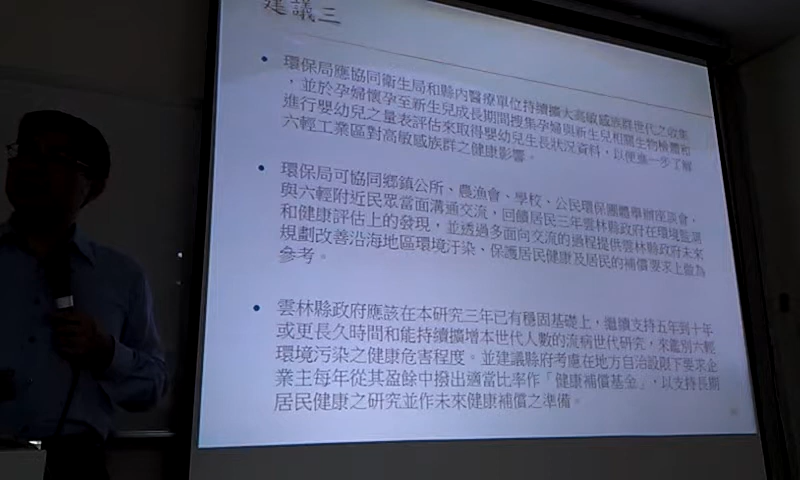 建議三
環保局應協同衛生局和縣內醫療單位持續擴大高敏感族群世代之收集
，並於孕婦懷孕至新生兒成長期間搜集孕婦與新生兒相關生物檢體和
進行嬰幼兒之量表評估來取得嬰幼兒生長狀況資料，以便進一步了解
六輕工業區對高敏感族群之健康影響。
環保局可協同鄉鎮公所、農漁會、學校、公民環保團體舉辦座談會，
與六輕附近民眾當面溝通交流，回饋居民三年雲林縣政府在環境監測
和健康評估上的發現，並透過多面向交流的過程提供雲林縣政府未來
規劃改善沿海地區環境汙染、保護居民健康及居民的補償要求上做為
參考。
雲林縣政府應該在本研究三年已有穩固基礎上，繼續支持五年到十年
或更長久時間和能持續擴增本世代人數的流病世代研究，來鑑別六輕
環境污染之健康危害程度。並建議縣府考慮在地方自治設限下要求企
業主每年從其盈餘中撥出適當比率作「健康補償基金」，以支持長期
居民健康之研究並作未來健康補償之準備。